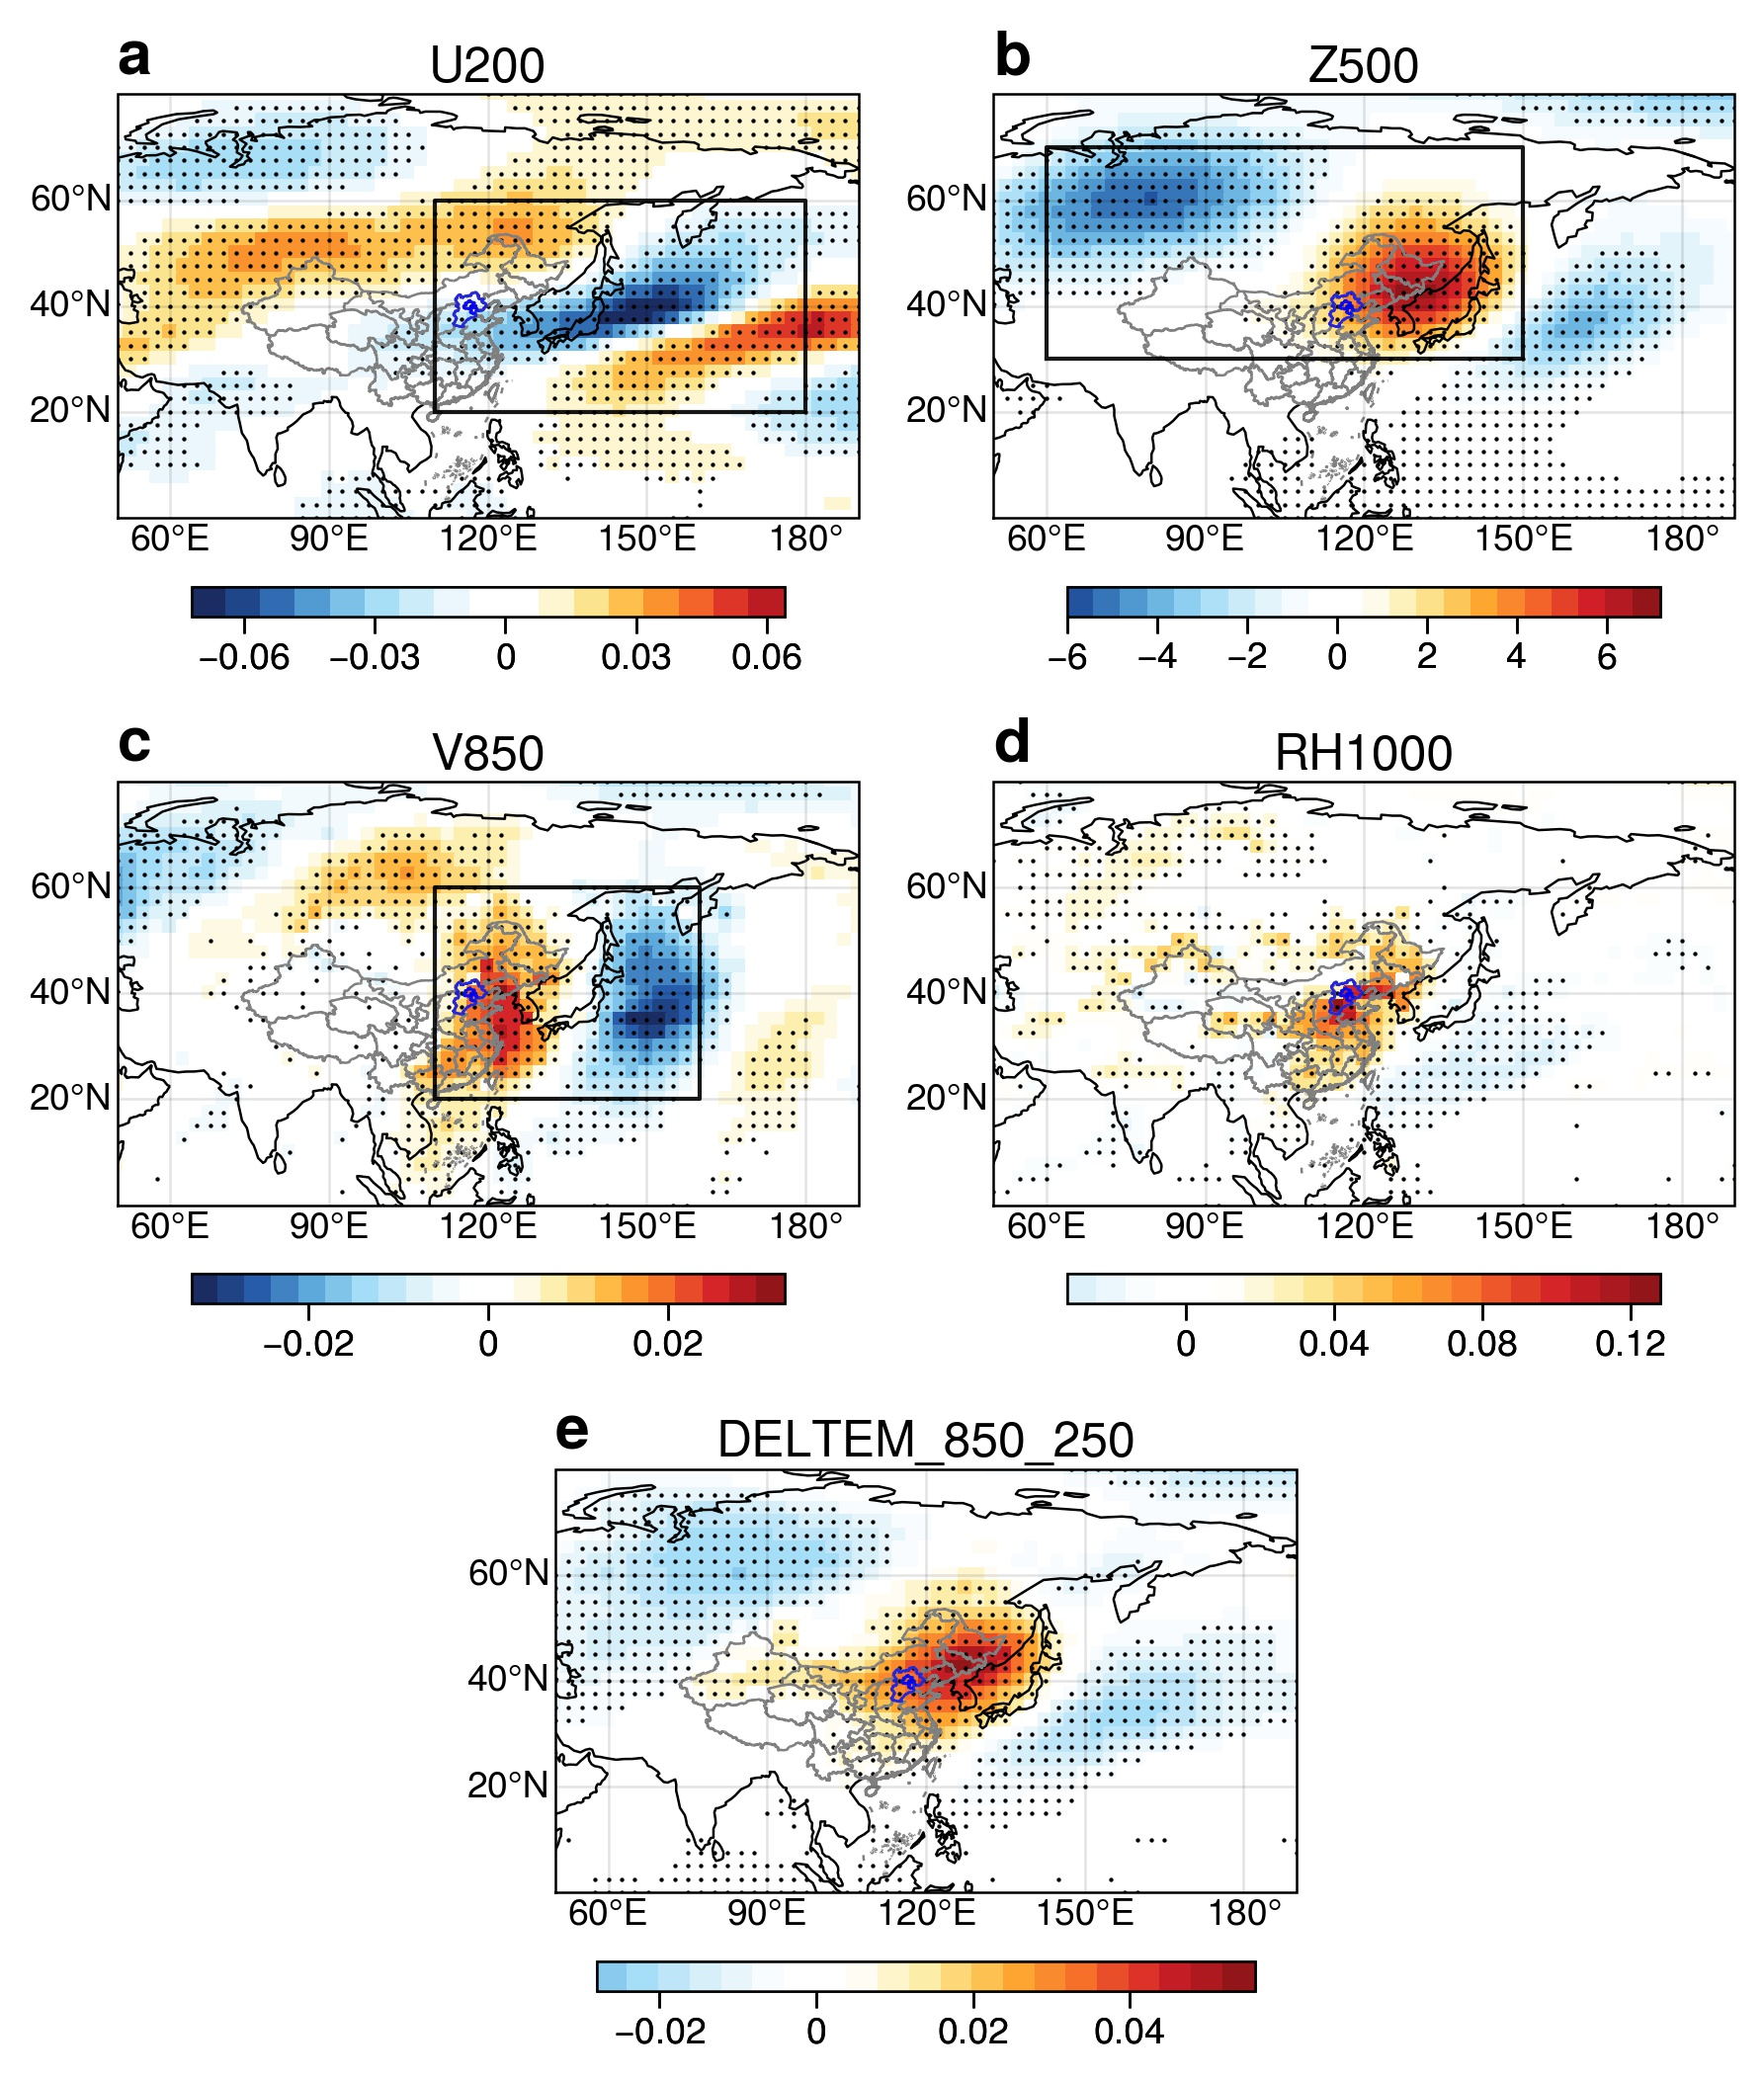 a
U200
60°N
40°N
20°N
60°E 90°E 120°E 150°E 180°
−0.06 −0.03 0 0.03 0.06
b
Z500
60°N
40°N
20°N
60°E 90°E 120°E 150°E 180°
−6 −4 −2 0 2 4 6
c
V850
60°N
40°N
20°N
60°E 90°E 120°E 150°E 180°
−0.02 0 0.02
d
RH1000
60°N
40°N
20°N
60°E 90°E 120°E 150°E 180°
0 0.04 0.08 0.12
e
DELTEM_850_250
60°N
40°N
20°N
60°E 90°E 120°E 150°E 180°
−0.02 0 0.02 0.04